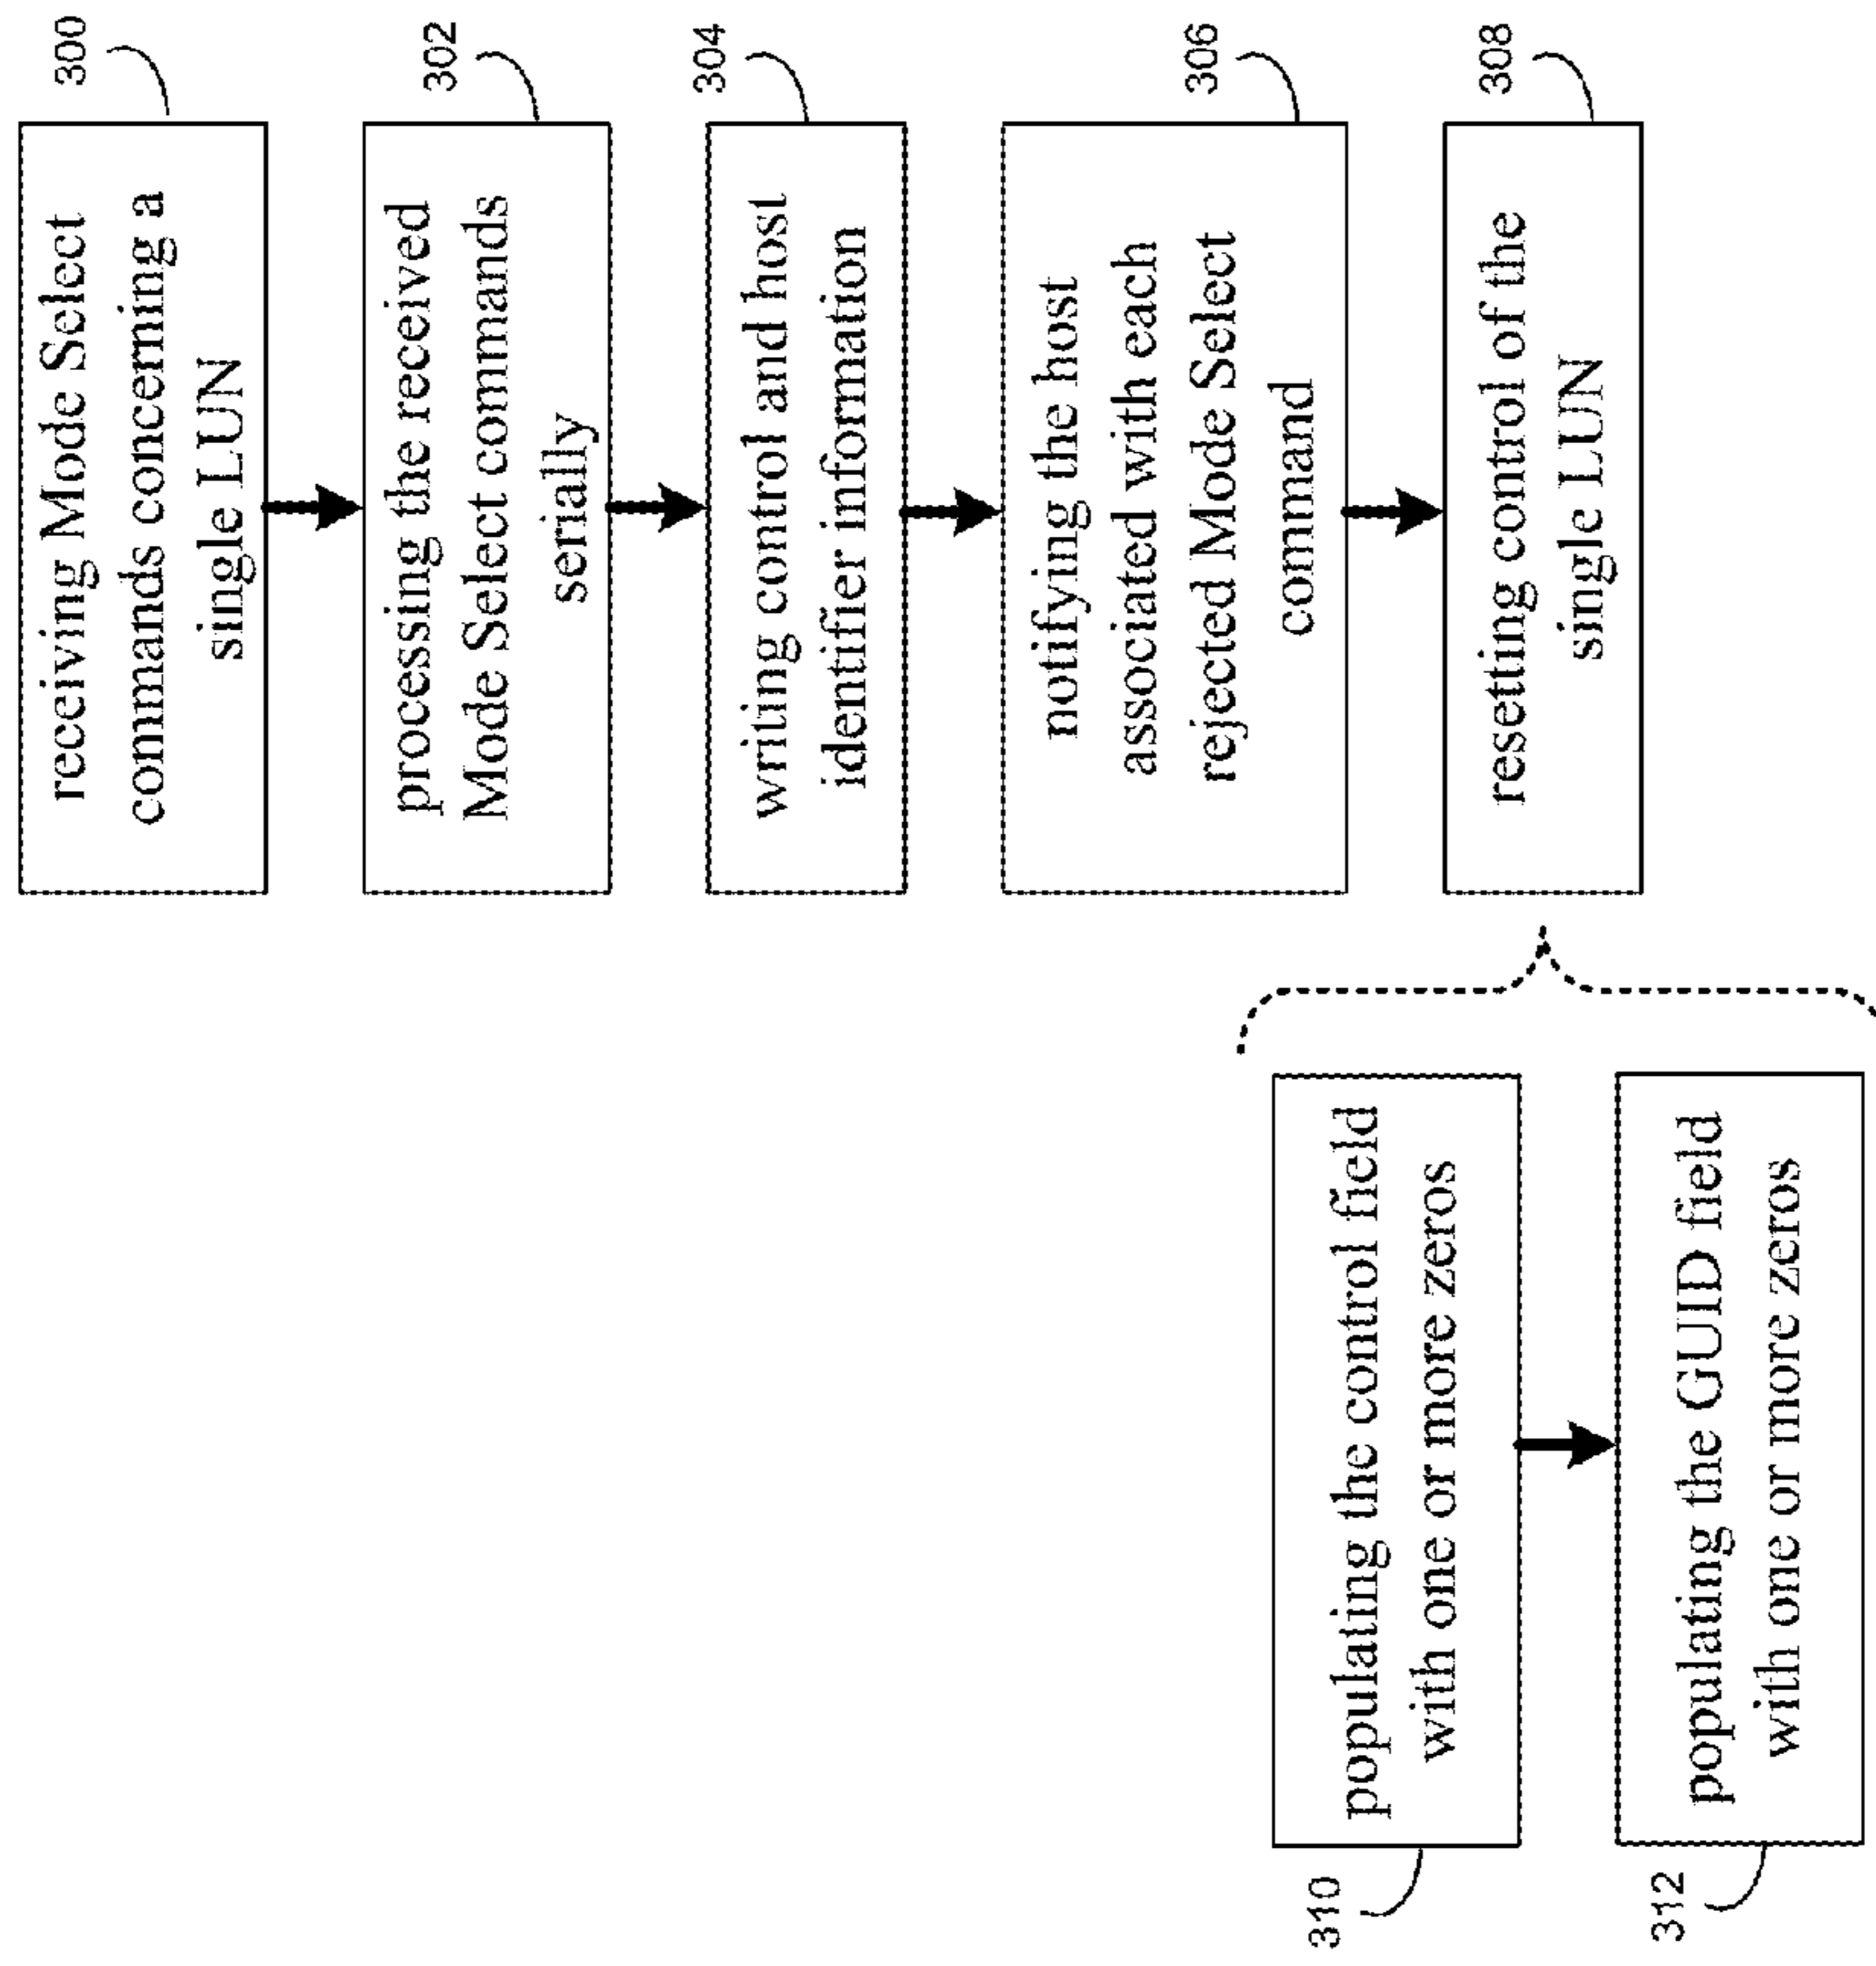 receiving Mode Select
commands concerning a
single LUN
300
processing the received
Mode Select commands
serially
302
writing control and host
identifier information
304
notifying the host
associated with each
rejected Mode Select
command
306
resetting control of the
single LUN
308
310
populating the control field
with one or more zeros
312
populating the GUID field
with one or more zeros